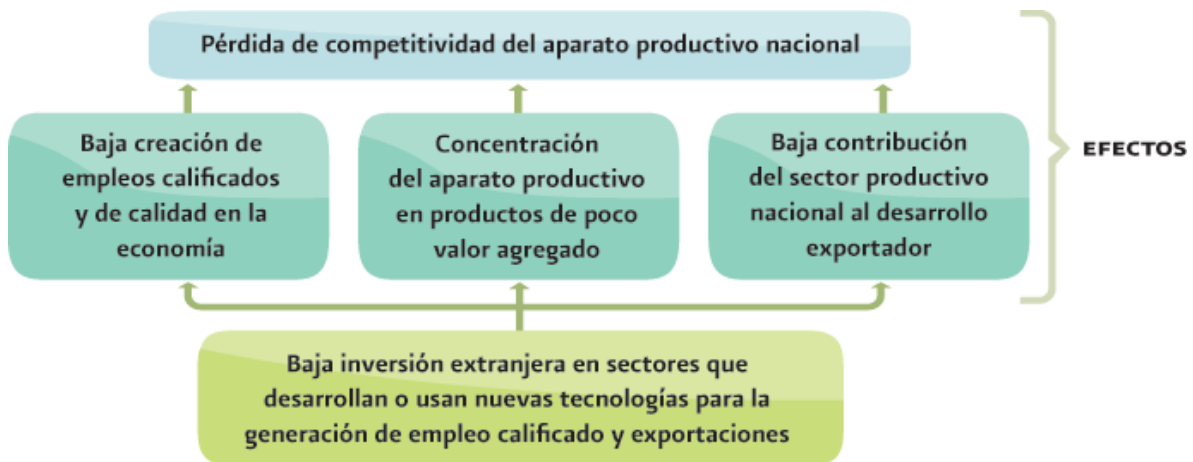 Pérdida de competitividad del aparato productivo nacional
Baja creación de
empleos calificados
y de calidad en la
economía
Concentración
del aparato productivo
en productos de poco
valor agregado
Baja contribución
del sector productivo
nacional al desarrollo
exportador
EFECTOS
Baja inversión extranjera en sectores que
desarrollan o usan nuevas tecnologías para la
generación de empleo calificado y exportaciones